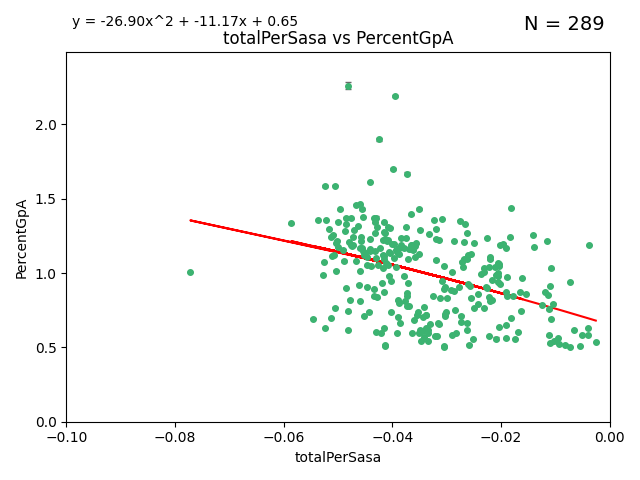 y = -26.90x^2 + -11.17x + 0.65
N = 289
totalPerSasa vs PercentGpA
PercentGpA
2.0
1.5
1.0
0.5
0.0
−0.10 −0.08 −0.06 −0.04 −0.02 0.00
totalPerSasa